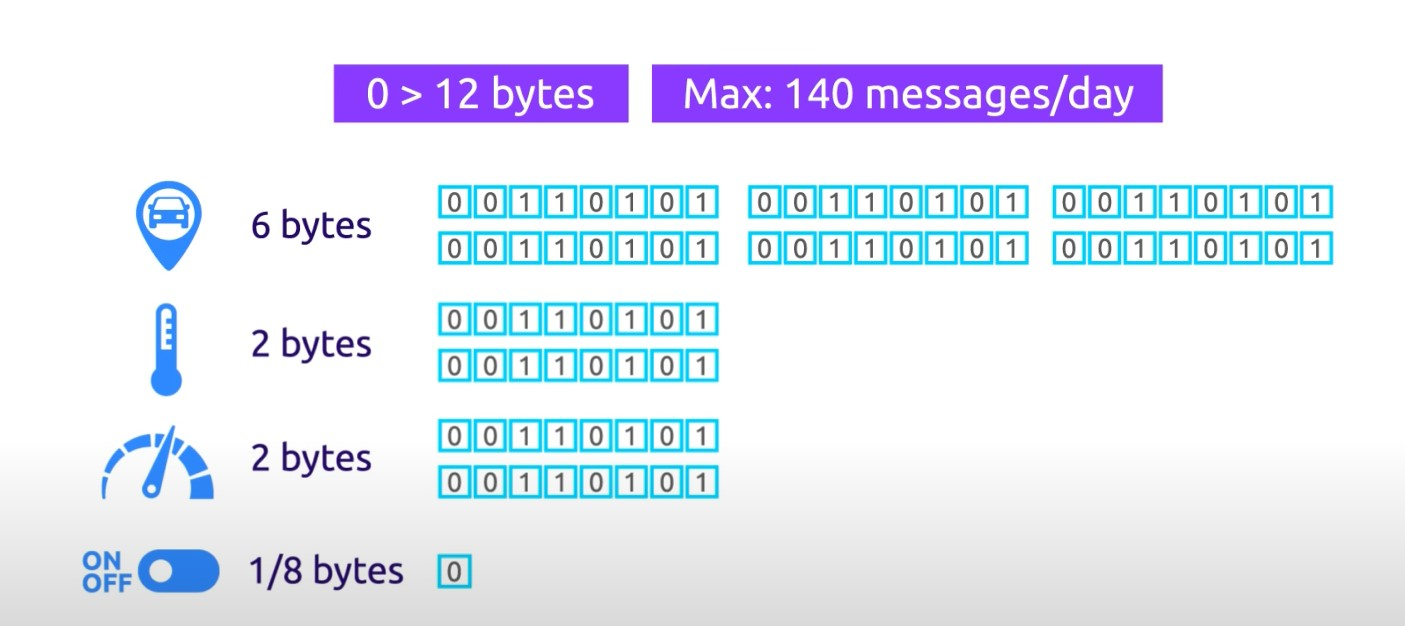 0 > 12 bytes
Max: 140 messages/day
6 bytes
0 0 1 1 0 1 0 1 0 0 1 1 0 1 0 1 0 0 1 1 0 1 0 1
0 0 1 1 0 1 0 1 0 0 1 1 0 1 0 1 0 0 1 1 0 1 0 1
2 bytes
0 0 1 1 0 1 0 1
0 0 1 1 0 1 0 1
2 bytes
0 0 1 1 0 1 0 1
0 0 1 1 0 1 0 1
ON
OFF
1/8 bytes
0